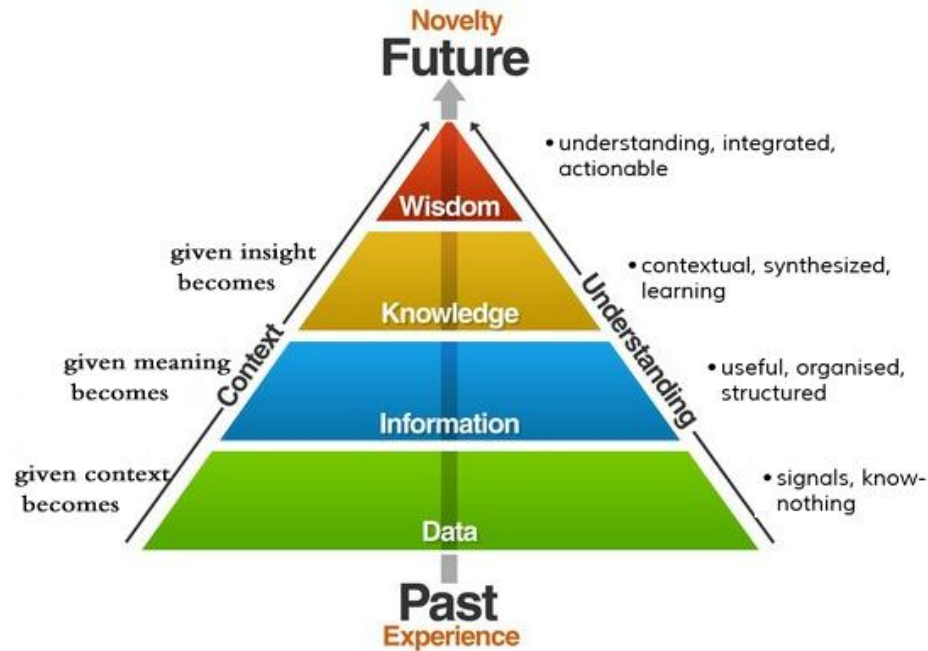 Novelty
Future
• understanding, integrated,
actionable
Wisdom
given insight
becomes
• contextual, synthesized,
learning
Knowledge
Context
Understanding
given meaning
becomes
• useful, organised,
structured
Information
given context
becomes
• signals, know-
nothing
Data
Past
Experience